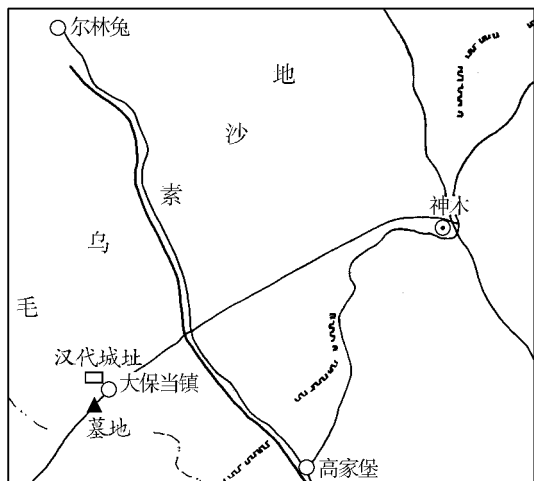 尔林兔
地
沙
素
神木
乌
毛
汉代城址
大保当镇
墓地
高家堡